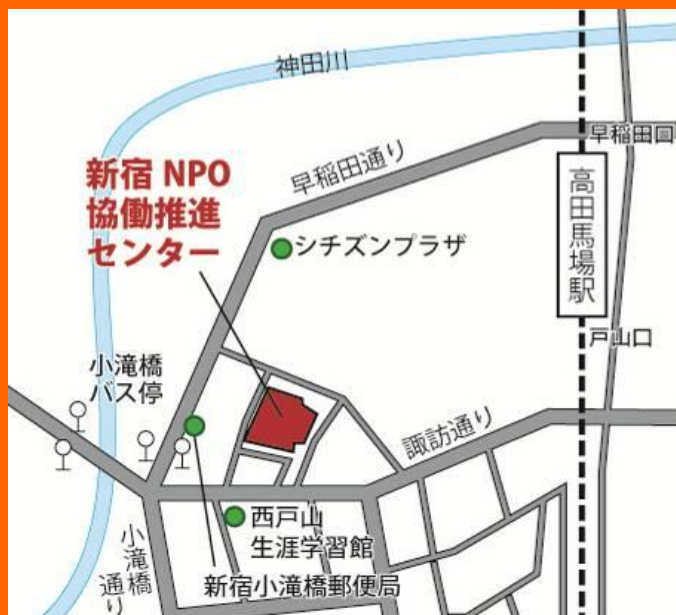 神田川
早稲田通り
早稲田口
新宿 NPO
協働推進
センター
シチズンプラザ
高田馬場駅
戸山口
小滝橋
バス停
諏訪通り
西戸山
生涯学習館
小滝橋
通り
新宿小滝橋郵便局